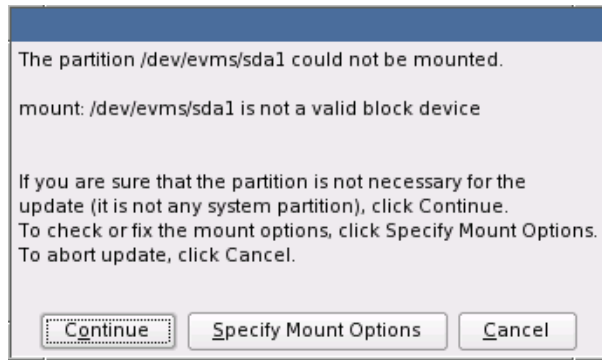 The partition /dev/evms/sda1 could not be mounted.
mount: /dev/evms/sda1 is not a valid block device
If you are sure that the partition is not necessary for the
update (it is not any system partition), click Continue.
To check or fix the mount options, click Specify Mount Options.
To abort update, click Cancel.
Continue Specify Mount Options Cancel